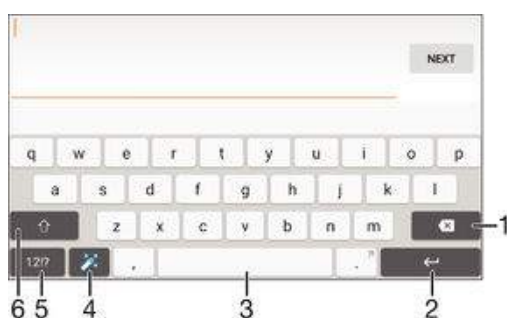 NEXT
q w e r t y u i o p
a s d f g h j k l
z x c v b n m 1
12!? , .
6 5 4 3 2